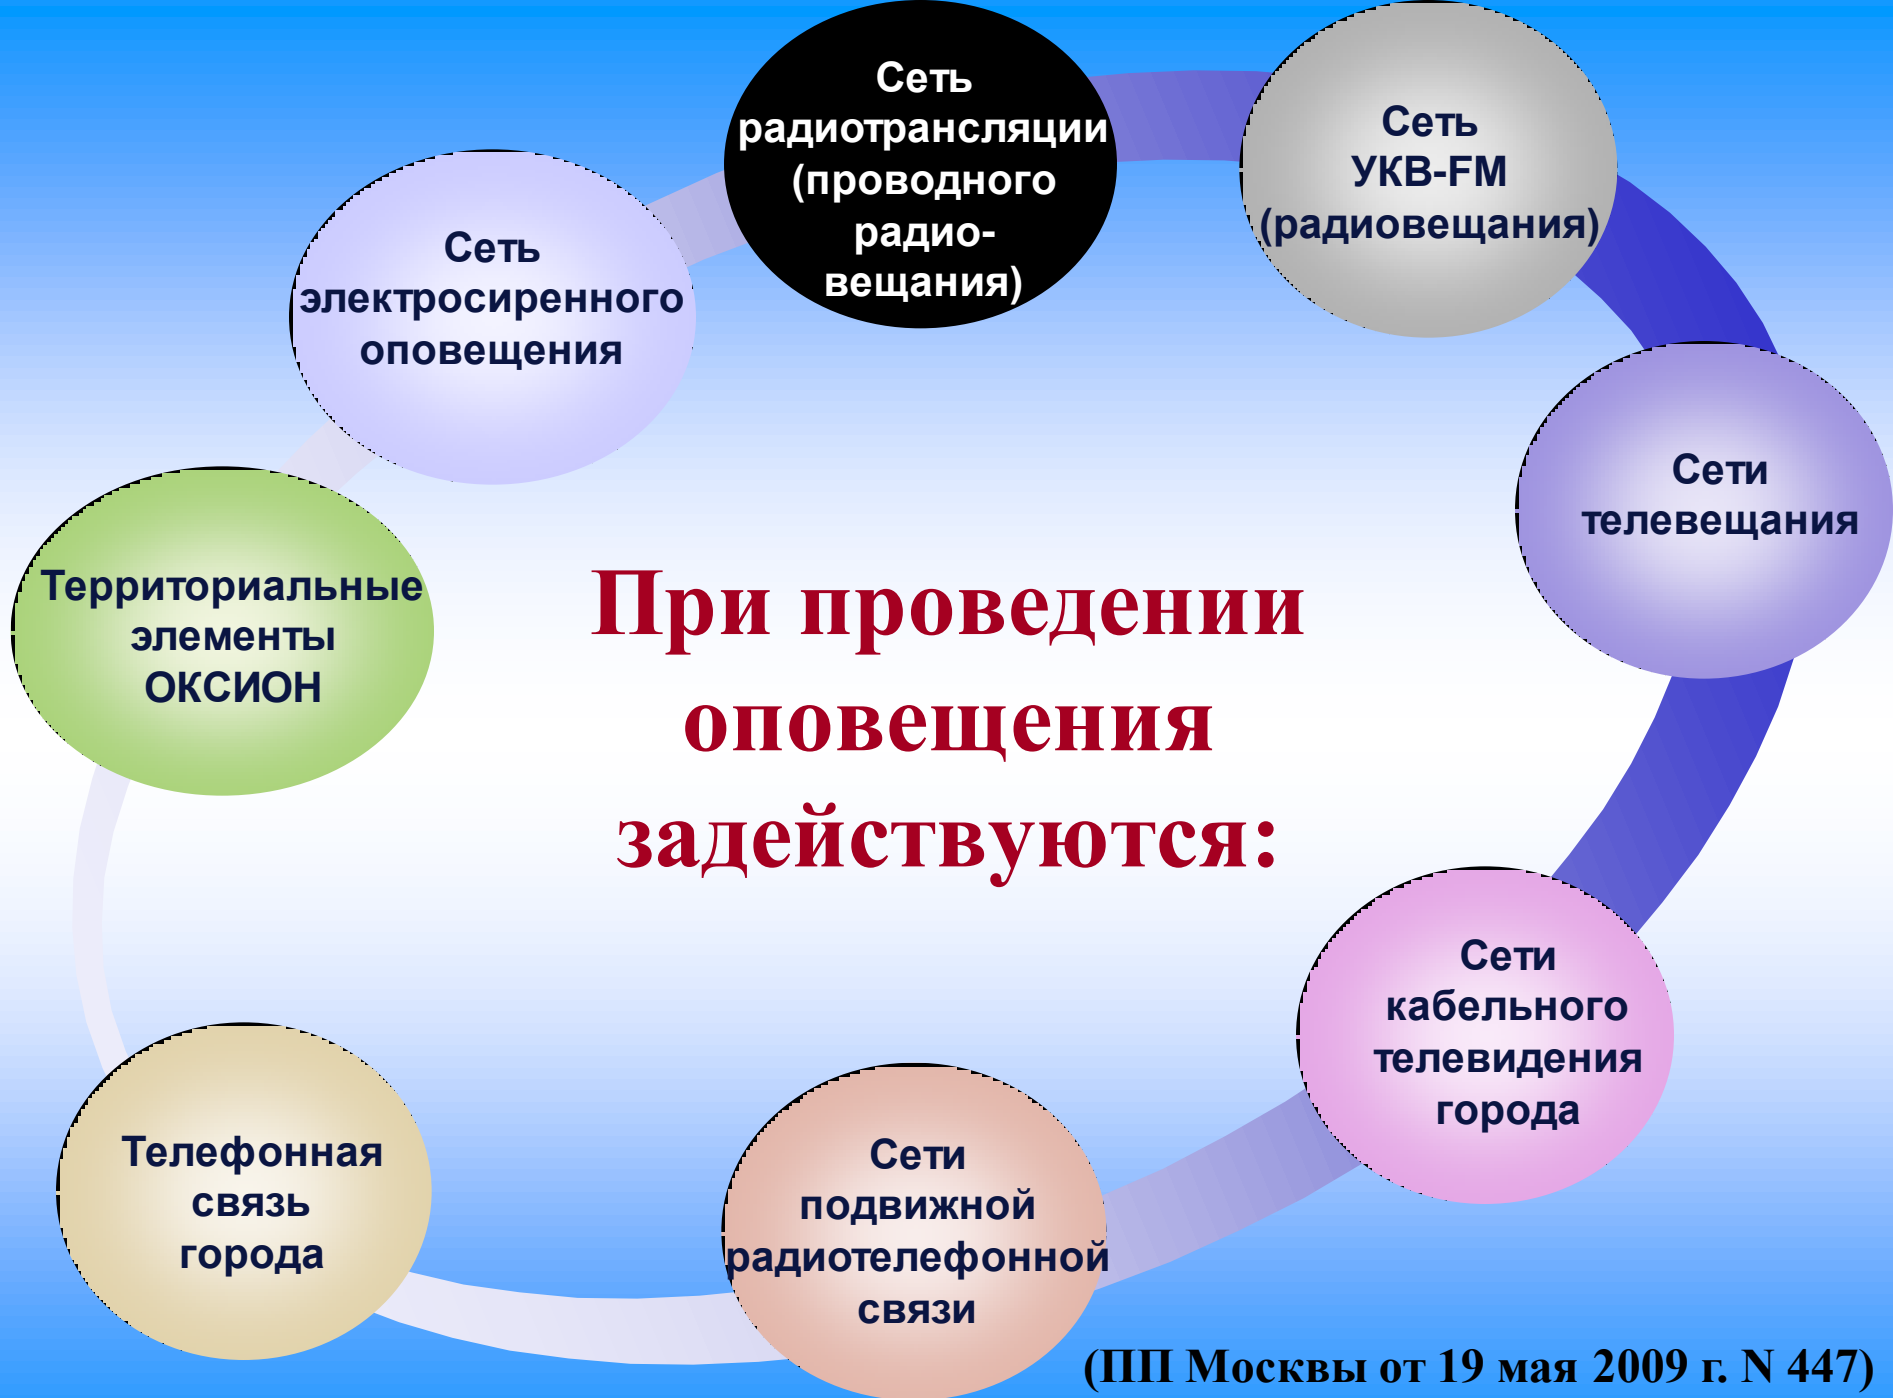 Сеть
радиотрансляции
(проводного
радио-
вещания)
Сеть
УКВ-FM
(радиовещания)
Сеть
электросиренного
оповещения
Сети
телевещания
Территориальные
элементы
ОКСИОН
При проведении
оповещения
задействуются:
Сети
кабельного
телевидения
города
Телефонная
связь
города
Сети
подвижной
радиотелефонной
связи
(ПП Москвы от 19 мая 2009 г. N 447)